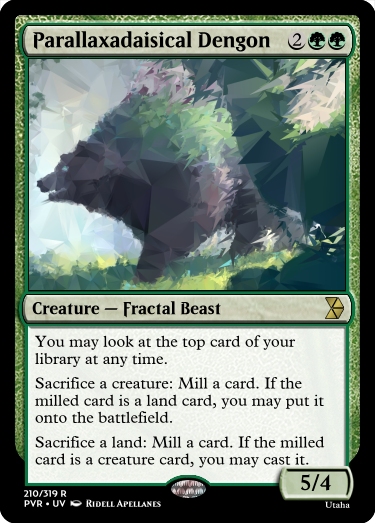 Parallaxadaisical Dengon 2
Creature — Fractal Beast
You may look at the top card of your
library at any time.
Sacrifice a creature: Mill a card. If the
milled card is a land card, you may put it
onto the battlefield.
Sacrifice a land: Mill a card. If the milled
card is a creature card, you may cast it.
5/4
210/319 R
PVR • UV Ridell Apellanes
Utaha